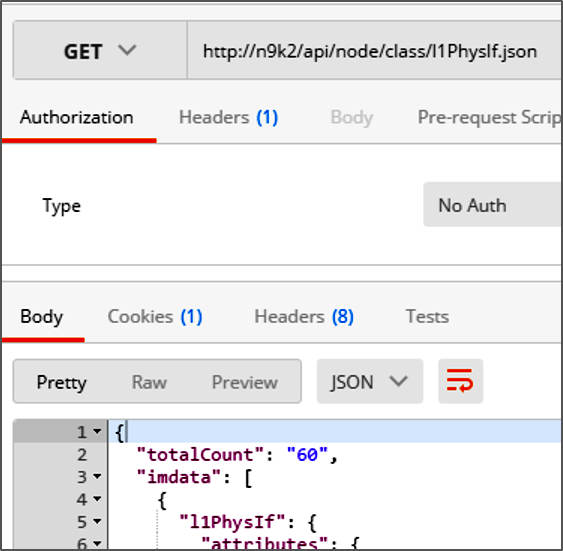 GET http://n9k2/api/node/class/l1PhysIf.json
Authorization Headers (1) Body Pre-request Scrip
Type No Auth
Body Cookies (1) Headers (8) Tests
Pretty Raw Preview JSON
1 {
2 "totalCount": "60",
3 "imdata": [
4 {
5 "l1PhysIf": {
6 "attributes": {